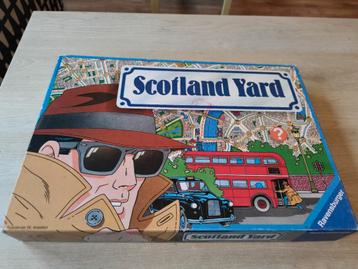 Scotland Yard
?
Ravensburger
Scotland Yard